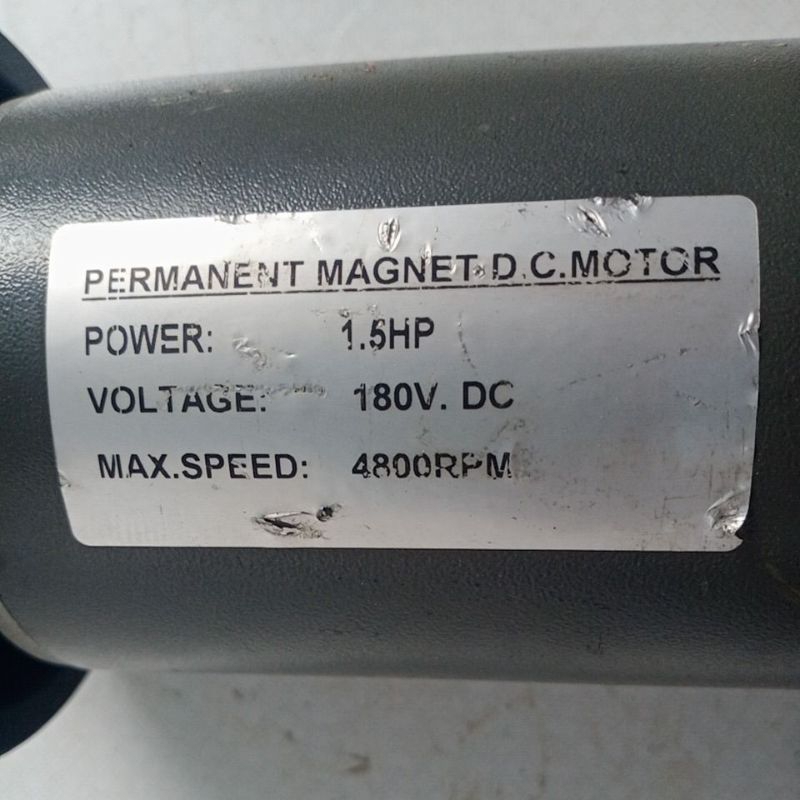 PERMANENT MAGNET D.C.MOTOR
POWER: 1.5HP
VOLTAGE: 180V. DC
MAX.SPEED: 4800RPM